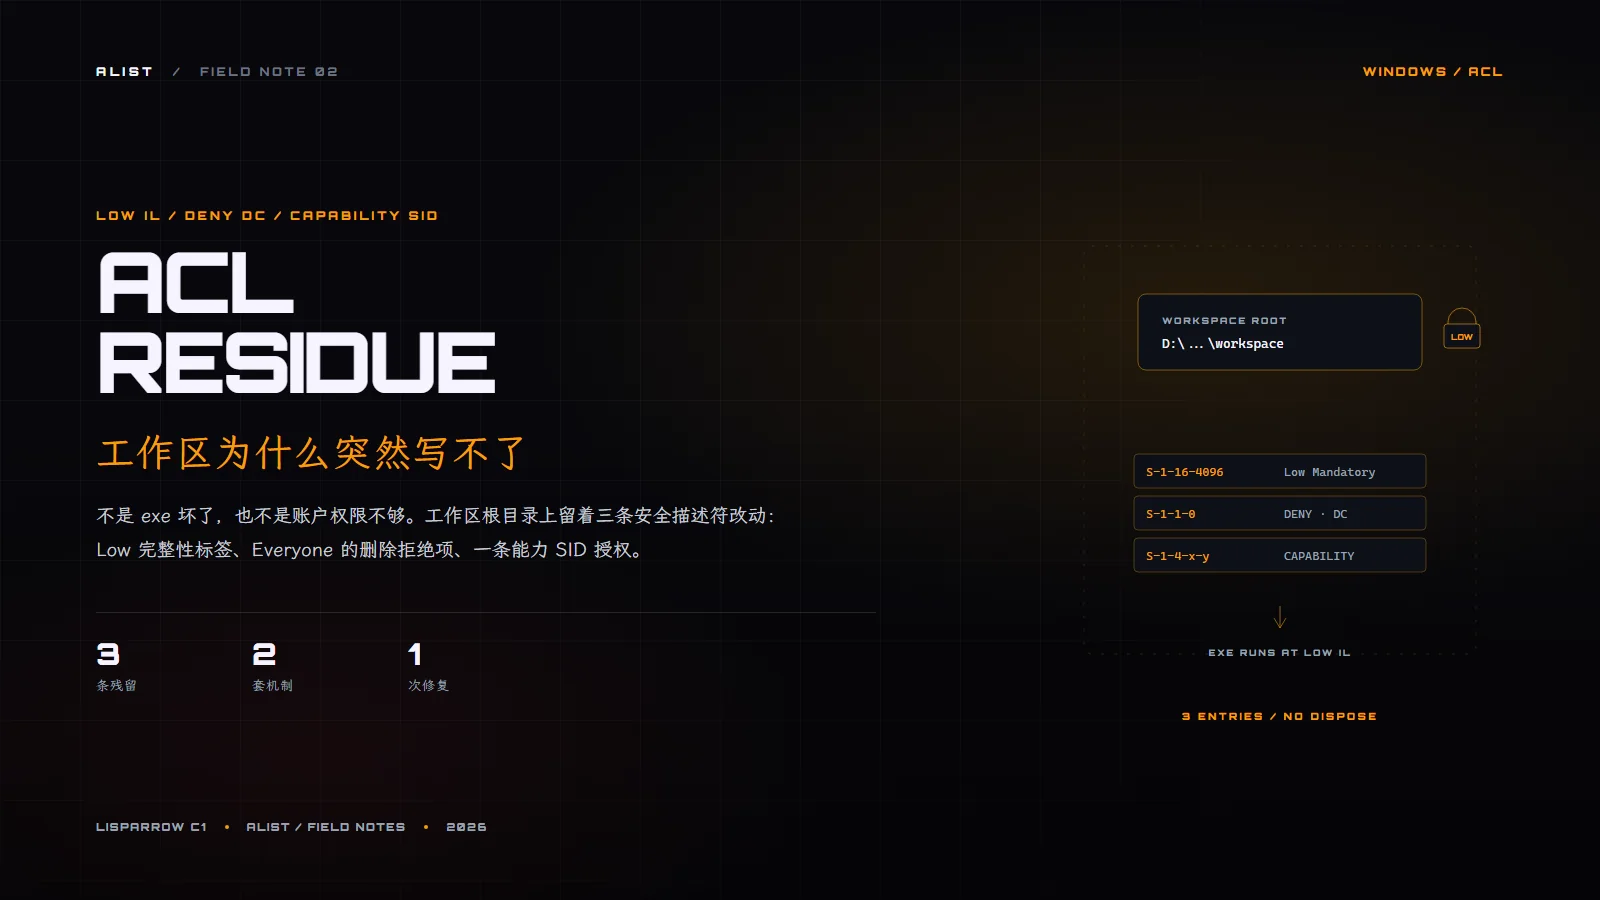 ALIST / FIELD NOTE 02
WINDOWS / ACL
LOW IL / DENY DC / CAPABILITY SID
ACL
RESIDUE
工作区为什么突然写不了
不是 exe 坏了，也不是账户权限不够。工作区根目录上留着三条安全描述符改动：
Low 完整性标签、Everyone 的删除拒绝项、一条能力 SID 授权。
3
条残留
2
套机制
1
次修复
WORKSPACE ROOT
D:\...\workspace
LOW
S-1-16-4096 Low Mandatory
S-1-1-0 DENY · DC
S-1-4-x-y CAPABILITY
EXE RUNS AT LOW IL
3 ENTRIES / NO DISPOSE
LISPARROW C1 • ALIST / FIELD NOTES • 2026